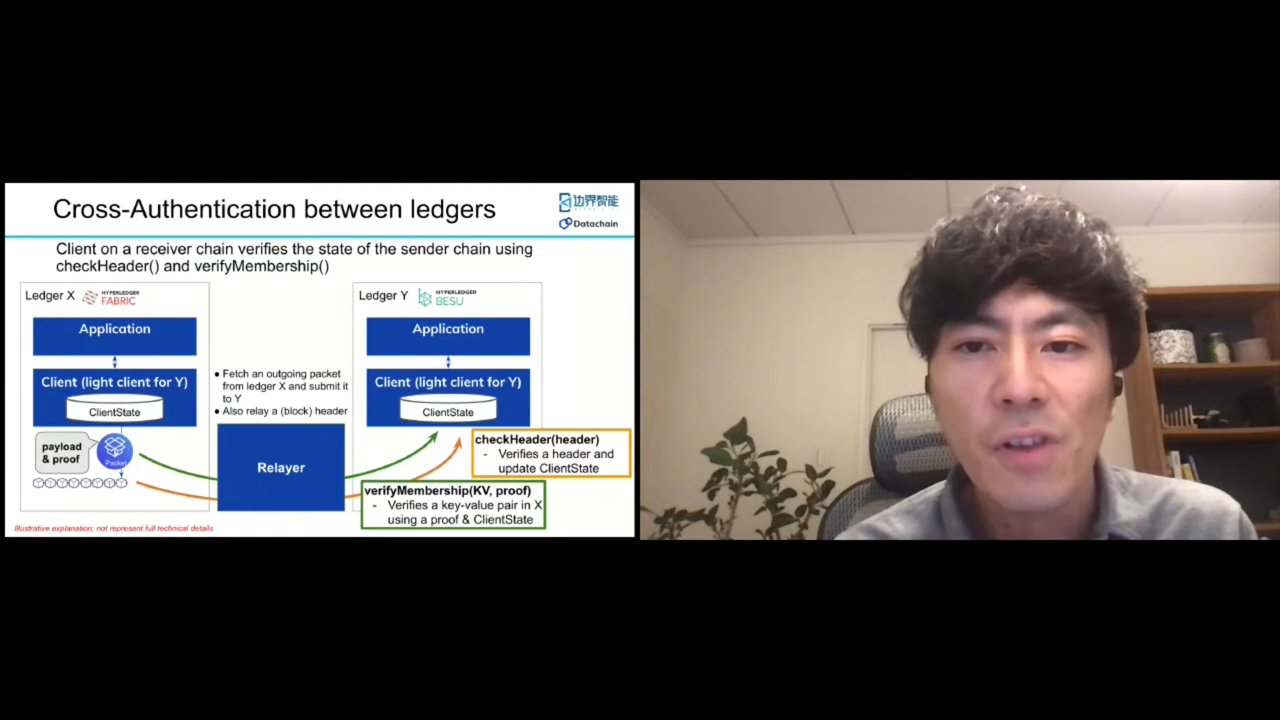 Cross-Authentication between ledgers
边界智能
Datachain
Client on a receiver chain verifies the state of the sender chain using
checkHeader() and verifyMembership()
Ledger X
HYPERLEDGER
FABRIC
Application
Client (light client for Y)
ClientState
payload
& proof
Packet
● Fetch an outgoing packet
from ledger X and submit it
to Y
● Also relay a (block) header
Relayer
Ledger Y
HYPERLEDGER
BESU
Application
Client (light client for Y)
ClientState
checkHeader(header)
- Verifies a header and
update ClientState
verifyMembership(KV, proof)
- Verifies a key-value pair in X
using a proof & ClientState
Illustrative explanation; not represent full technical details